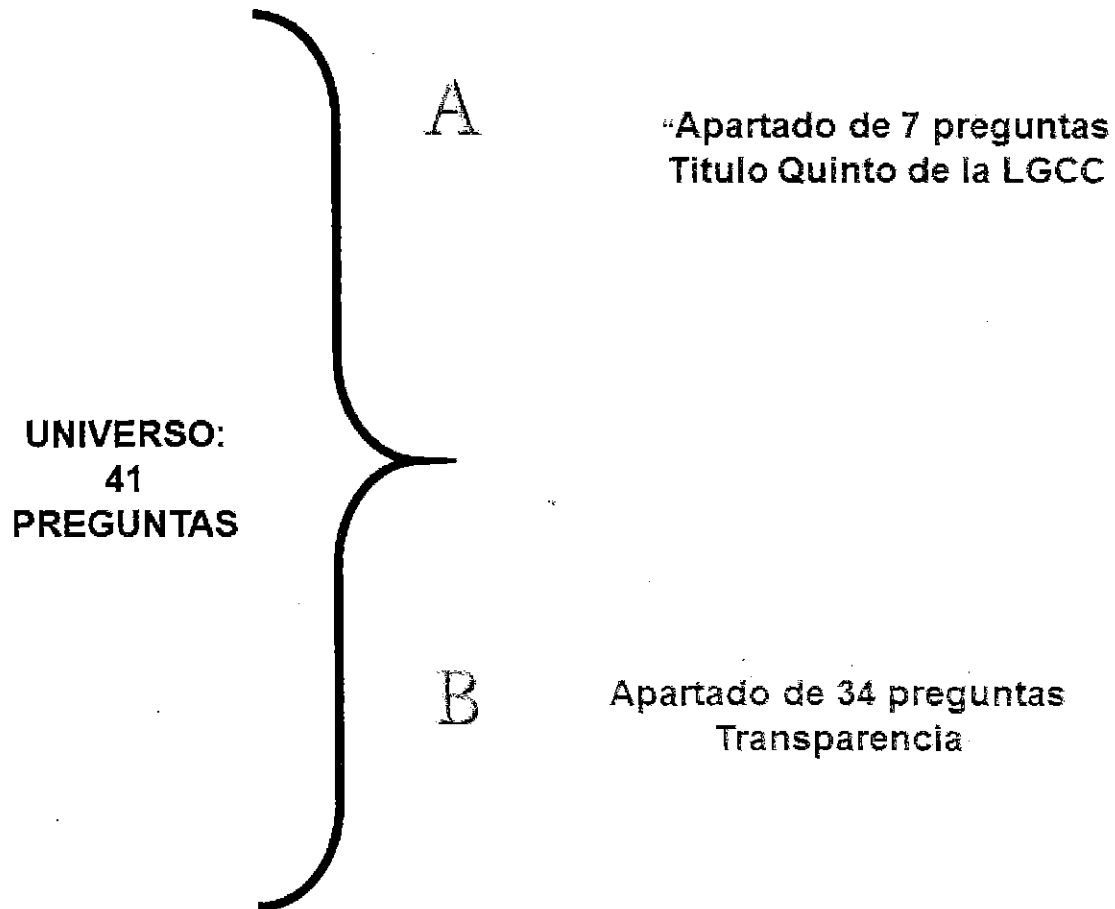 A
“Apartado de 7 preguntas
Titulo Quinto de la LGCC
UNIVERSO:
41
PREGUNTAS
B
Apartado de 34 preguntas
Transparencia